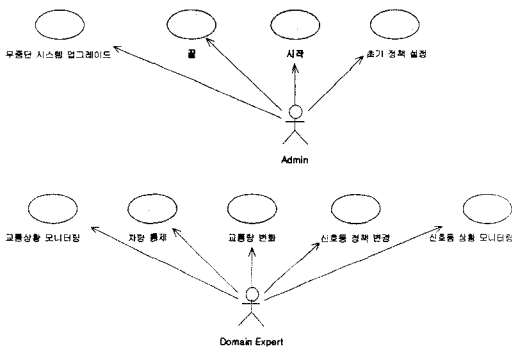 무중단 시스템 업그레이드
끝
시작
초기 정책 설정
Admin
교통상황 모니터링
차량 통제
교통량 변화
신호등 정책 변경
신호등 상황 모니터링
Domain Expert